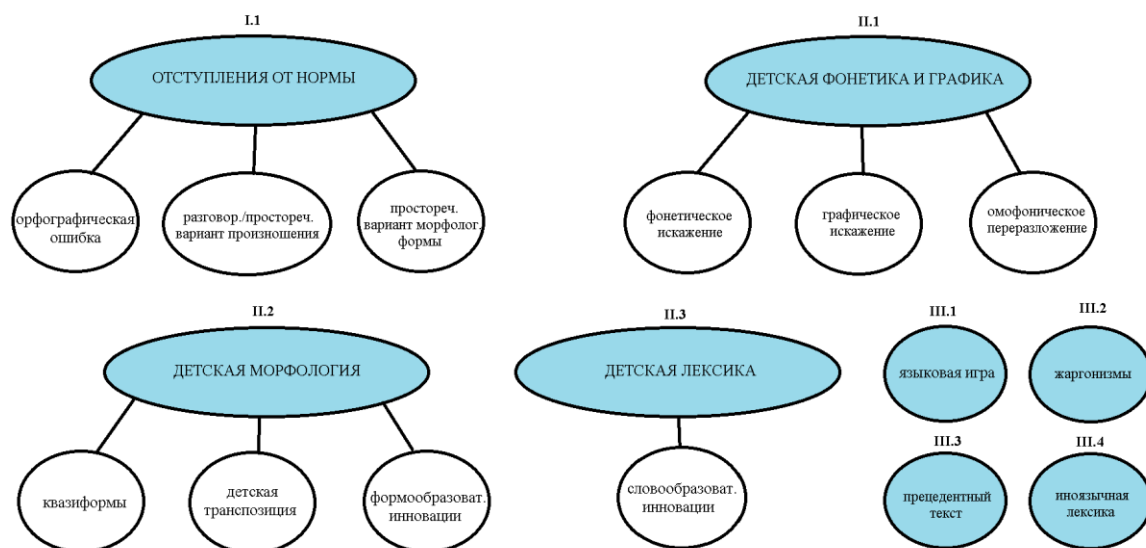 I.1
II.1
ОТСТУПЛЕНИЯ ОТ НОРМЫ
ДЕТСКАЯ ФОНЕТИКА И ГРАФИКА
орфографическая
ошибка
разговор./простореч.
вариант произношения
простореч.
вариант морфолог.
формы
фонетическое
искажение
графическое
искажение
омофоническое
переразложение
II.2
ДЕТСКАЯ МОРФОЛОГИЯ
квазиформы
детская
транспозиция
формообразоват.
инновации
II.3
ДЕТСКАЯ ЛЕКСИКА
словообразоват.
инновации
III.1
языковая игра
III.2
жаргонизмы
III.3
прецедентный
текст
III.4
иноязычная
лексика